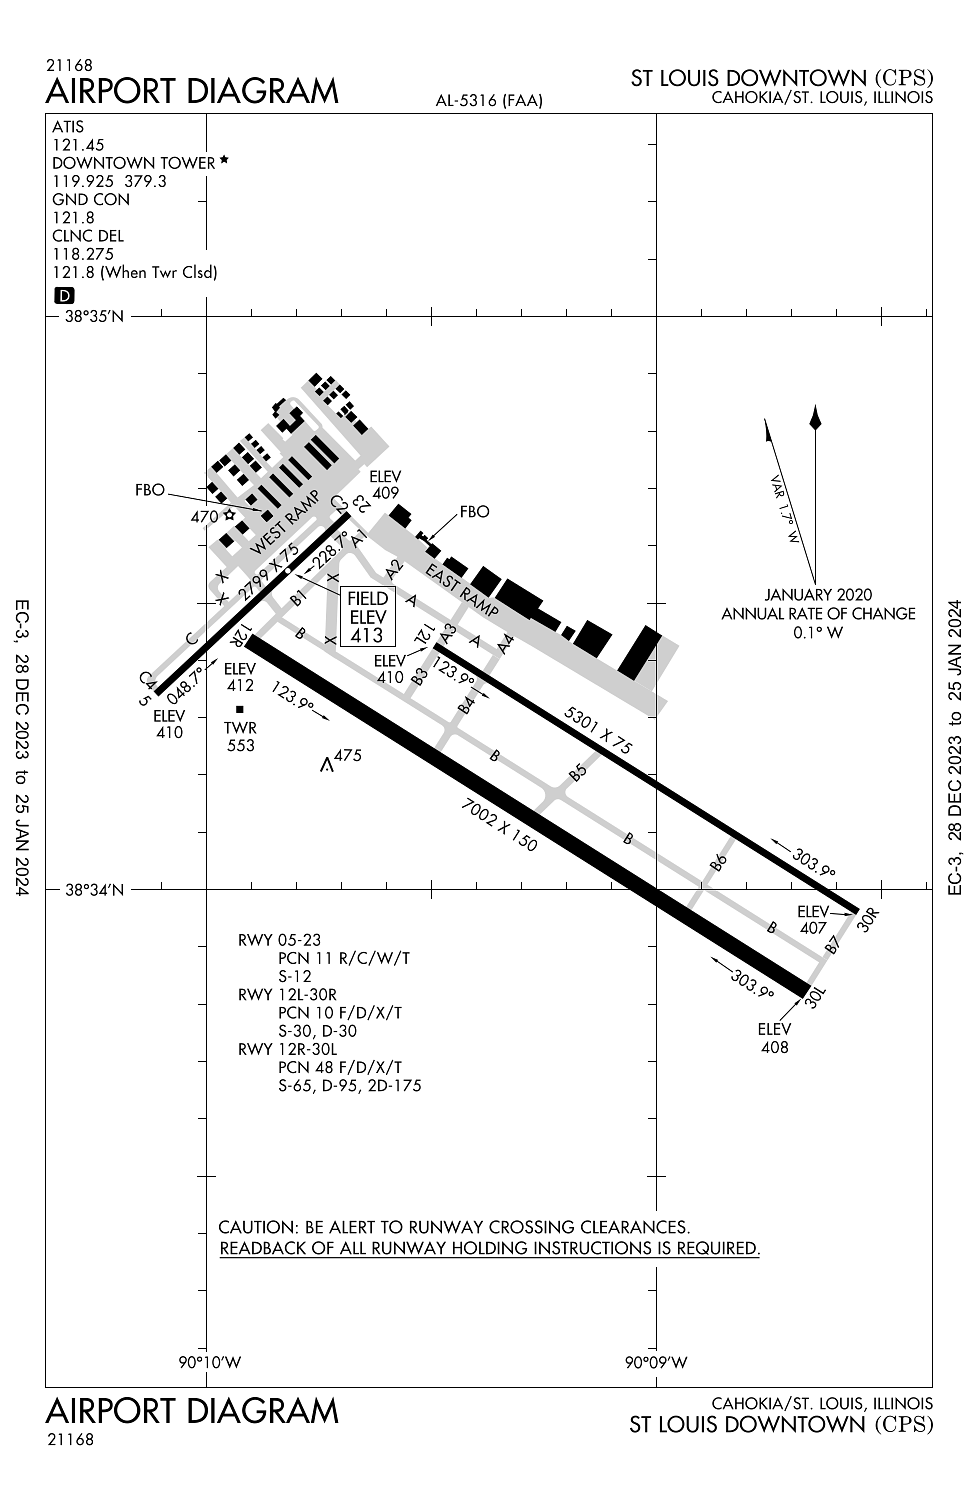 21168
AIRPORT DIAGRAM
AL-5316 (FAA)
ST LOUIS DOWNTOWN (CPS)
CAHOKIA/ST. LOUIS, ILLINOIS
ATIS
121.45
DOWNTOWN TOWER ★
119.925 379.3
GND CON
121.8
CLNC DEL
118.275
121.8 (When Twr Clsd)
D
38°35'N
FBO
470
WEST RAMP
ELEV
409
C2
23
A1
FBO
EAST RAMP
2799 X 75
228.7°
X
X
X
X
A2
A
B1
B
FIELD
ELEV
413
C
12R
12L
A3
A
A4
ELEV
410
B3
123.9°
B4
C4
5
048.7°
ELEV
410
ELEV
412
123.9°
TWR
553
475
5301 X 75
B
B5
7002 X 150
B
B6
303.9°
ELEV
407
30R
B
B7
303.9°
30L
ELEV
408
VAR 1.7° W
JANUARY 2020
ANNUAL RATE OF CHANGE
0.1° W
38°34'N
RWY 05-23
PCN 11 R/C/W/T
S-12
RWY 12L-30R
PCN 10 F/D/X/T
S-30, D-30
RWY 12R-30L
PCN 48 F/D/X/T
S-65, D-95, 2D-175
CAUTION: BE ALERT TO RUNWAY CROSSING CLEARANCES.
READBACK OF ALL RUNWAY HOLDING INSTRUCTIONS IS REQUIRED.
90°10'W
90°09'W
EC-3, 28 DEC 2023 to 25 JAN 2024
EC-3, 28 DEC 2023 to 25 JAN 2024
AIRPORT DIAGRAM
21168
CAHOKIA/ST. LOUIS, ILLINOIS
ST LOUIS DOWNTOWN (CPS)